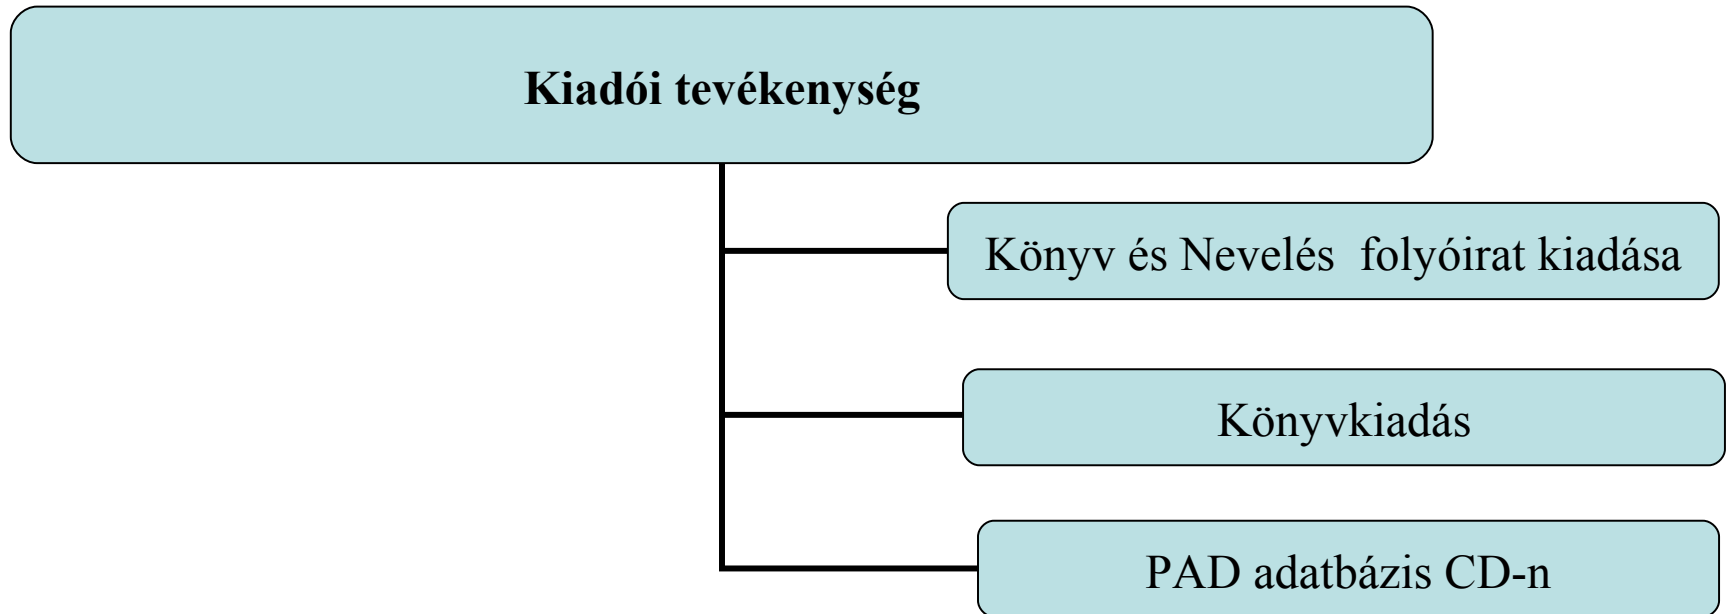 Kiadói tevékenység
Könyv és Nevelés  folyóirat kiadása
Könyvkiadás
PAD adatbázis CD-n